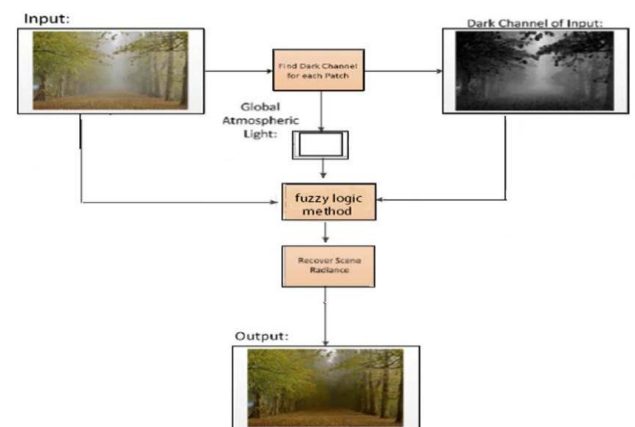 Input:
Dark Channel of Input:
Find Dark Channel
for each Patch
Global
Atmospheric
Light:
fuzzy logic
method
Recover Scene
Radiance
Output: